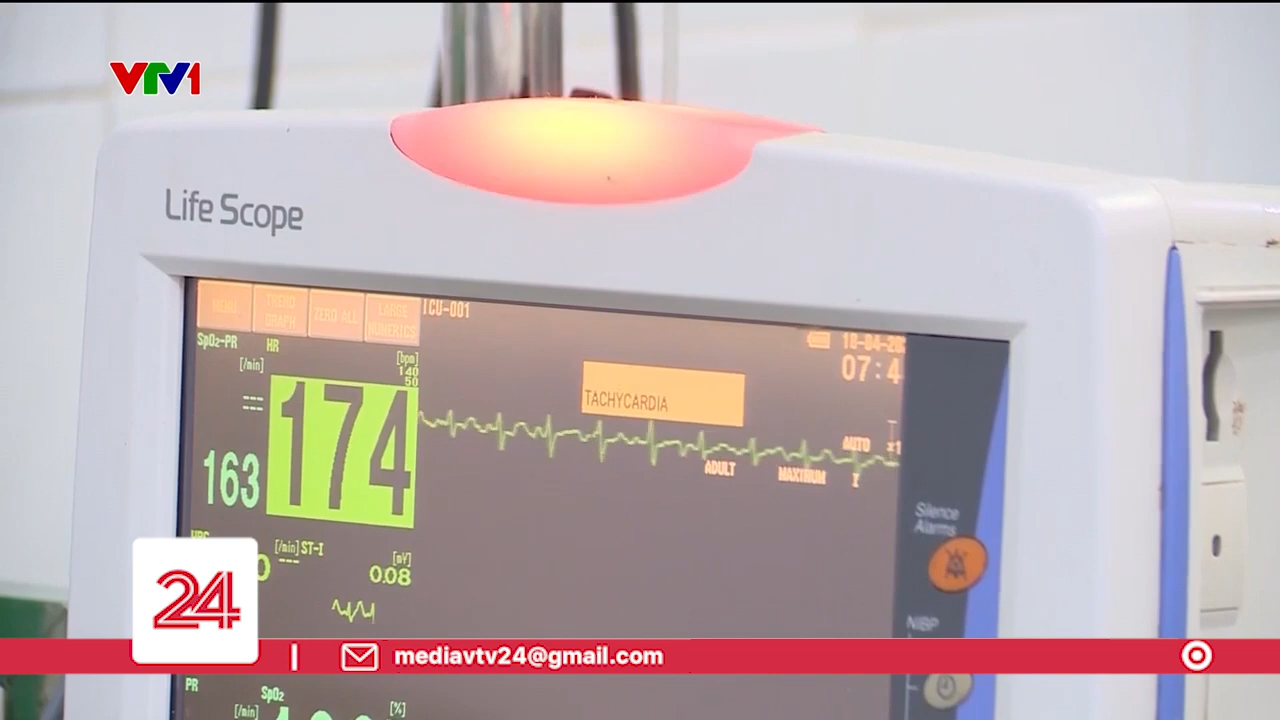 VTV1
Life Scope
MENU
TREND GRAPH
ZERO ALL
LARGE NUMERICS
ICU-001
SpO₂-PR
HR
[/min]
[bpm]
140
50
07:4
TACHYCARDIA
174
163
AUTO
x1
ADULT
MAXIMUM
I
Silence
Alarms
[/min]
ST-I
[mV]
0.08
NIBP
24
mediavtv24@gmail.com
PR
SpO₂
[/min]
[%]